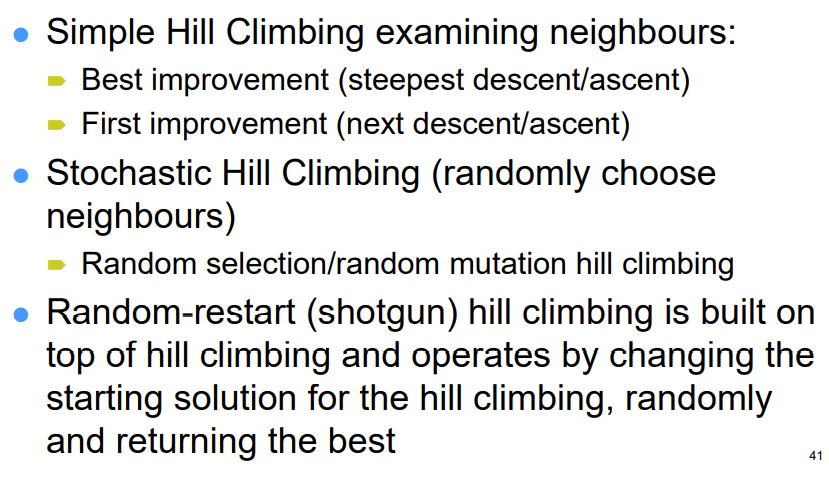 Simple Hill Climbing examining neighbours:
Best improvement (steepest descent/ascent)
First improvement (next descent/ascent)
Stochastic Hill Climbing (randomly choose
neighbours)
Random selection/random mutation hill climbing
Random-restart (shotgun) hill climbing is built on
top of hill climbing and operates by changing the
starting solution for the hill climbing, randomly
and returning the best
41